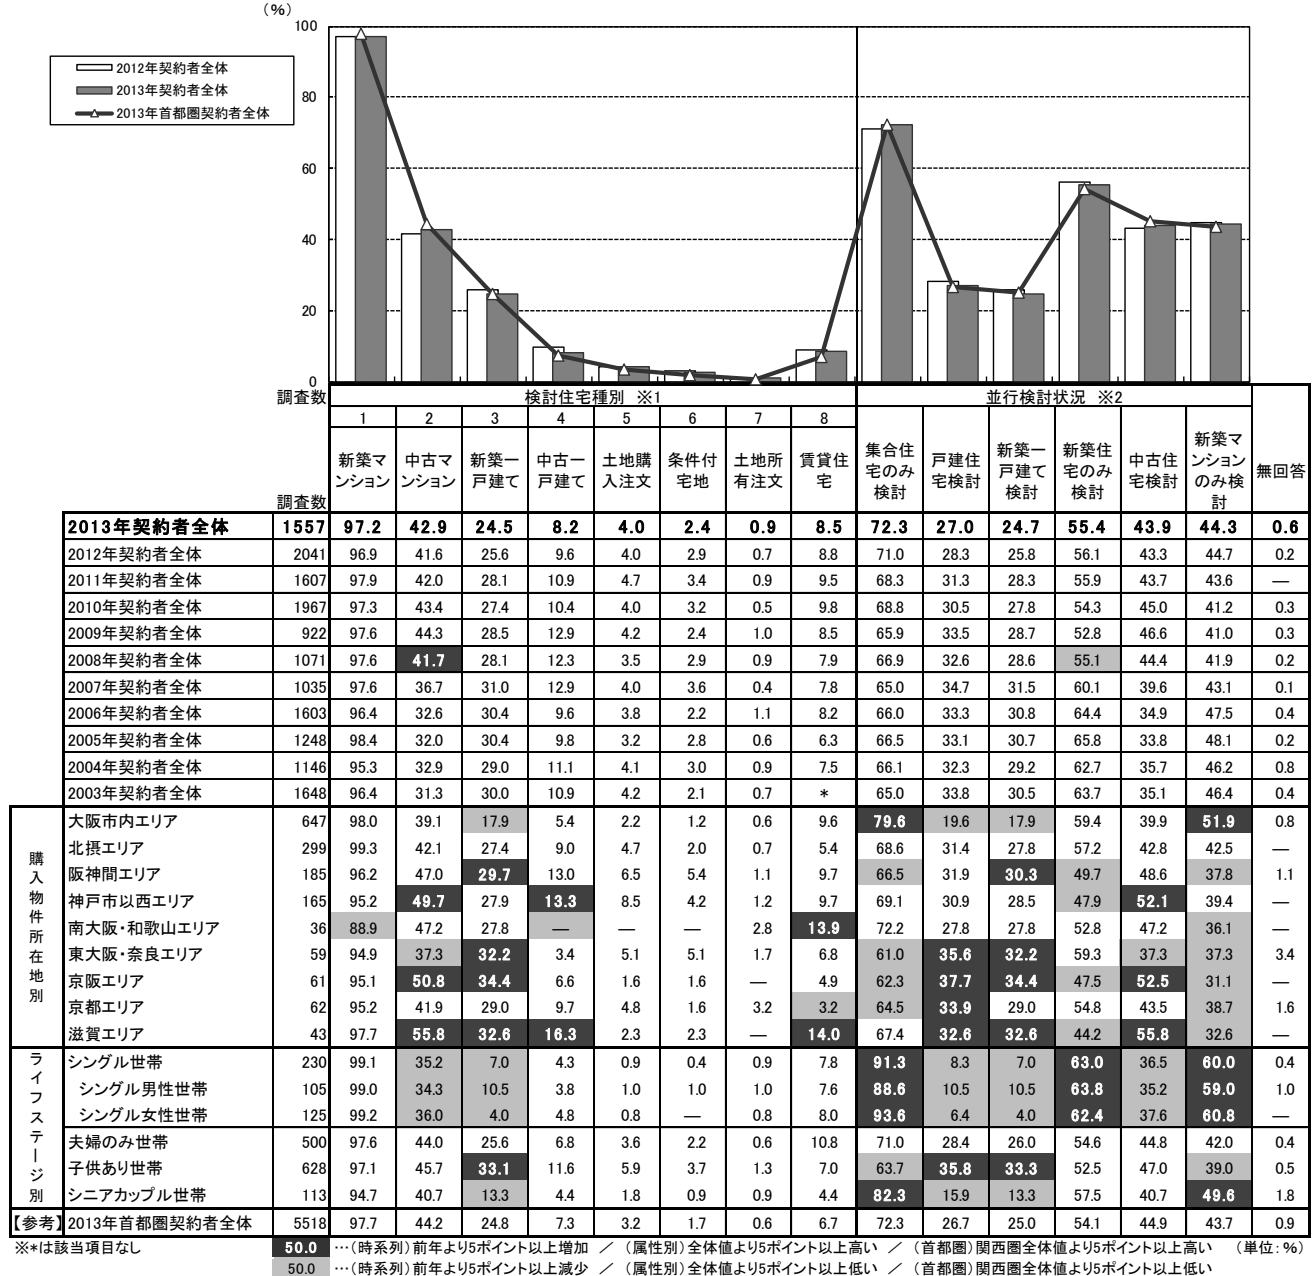 （%）
100
80
60
40
20
0
2012年契約者全体
2013年契約者全体
2013年首都圏契約者全体
調査数 検討住宅種別 ※1 並行検討状況 ※2
1 2 3 4 5 6 7 8
調査数 新築マンション 中古マンション 新築一戸建て 中古一戸建て 土地購入注文 条件付宅地 土地所有注文 賃貸住宅 集合住宅のみ検討 戸建住宅検討 新築一戸建て検討 新築住宅のみ検討 中古住宅検討 新築マンションのみ検討 無回答
2013年契約者全体 1557 97.2 42.9 24.5 8.2 4.0 2.4 0.9 8.5 72.3 27.0 24.7 55.4 43.9 44.3 0.6
2012年契約者全体 2041 96.9 41.6 25.6 9.6 4.0 2.9 0.7 8.8 71.0 28.3 25.8 56.1 43.3 44.7 0.2
2011年契約者全体 1607 97.9 42.0 28.1 10.9 4.7 3.4 0.9 9.5 68.3 31.3 28.3 55.9 43.7 43.6 ―
2010年契約者全体 1967 97.3 43.4 27.4 10.4 4.0 3.2 0.5 9.8 68.8 30.5 27.8 54.3 45.0 41.2 0.3
2009年契約者全体 922 97.6 44.3 28.5 12.9 4.2 2.4 1.0 8.5 65.9 33.5 28.7 52.8 46.6 41.0 0.3
2008年契約者全体 1071 97.6 41.7 28.1 12.3 3.5 2.9 0.9 7.9 66.9 32.6 28.6 55.1 44.4 41.9 0.2
2007年契約者全体 1035 97.6 36.7 31.0 12.9 4.0 3.6 0.4 7.8 65.0 34.7 31.5 60.1 39.6 43.1 0.1
2006年契約者全体 1603 96.4 32.6 30.4 9.6 3.8 2.2 1.1 8.2 66.0 33.3 30.8 64.4 34.9 47.5 0.4
2005年契約者全体 1248 98.4 32.0 30.4 9.8 3.2 2.8 0.6 6.3 66.5 33.1 30.7 65.8 33.8 48.1 0.2
2004年契約者全体 1146 95.3 32.9 29.0 11.1 4.1 3.0 0.9 7.5 66.1 32.3 29.2 62.7 35.7 46.2 0.8
2003年契約者全体 1648 96.4 31.3 30.0 10.9 4.2 2.1 0.7 * 65.0 33.8 30.5 63.7 35.1 46.4 0.4
購入物件所在地別
大阪市内エリア 647 98.0 39.1 17.9 5.4 2.2 1.2 0.6 9.6 79.6 19.6 17.9 59.4 39.9 51.9 0.8
北摂エリア 299 99.3 42.1 27.4 9.0 4.7 2.0 0.7 5.4 68.6 31.4 27.8 57.2 42.8 42.5 ―
阪神間エリア 185 96.2 47.0 29.7 13.0 6.5 5.4 1.1 9.7 66.5 31.9 30.3 49.7 48.6 37.8 1.1
神戸市以西エリア 165 95.2 49.7 27.9 13.3 8.5 4.2 1.2 9.7 69.1 30.9 28.5 47.9 52.1 39.4 ―
南大阪・和歌山エリア 36 88.9 47.2 27.8 ― ― ― 2.8 13.9 72.2 27.8 27.8 52.8 47.2 36.1 ―
東大阪・奈良エリア 59 94.9 37.3 32.2 3.4 5.1 5.1 1.7 6.8 61.0 35.6 32.2 59.3 37.3 37.3 3.4
京阪エリア 61 95.1 50.8 34.4 6.6 1.6 1.6 ― 4.9 62.3 37.7 34.4 47.5 52.5 31.1 ―
京都エリア 62 95.2 41.9 29.0 9.7 4.8 1.6 3.2 3.2 64.5 33.9 29.0 54.8 43.5 38.7 1.6
滋賀エリア 43 97.7 55.8 32.6 16.3 2.3 2.3 ― 14.0 67.4 32.6 32.6 44.2 55.8 32.6 ―
ライフステージ別
シングル世帯 230 99.1 35.2 7.0 4.3 0.9 0.4 0.9 7.8 91.3 8.3 7.0 63.0 36.5 60.0 0.4
シングル男性世帯 105 99.0 34.3 10.5 3.8 1.0 1.0 1.0 7.6 88.6 10.5 10.5 63.8 35.2 59.0 1.0
シングル女性世帯 125 99.2 36.0 4.0 4.8 0.8 ― 0.8 8.0 93.6 6.4 4.0 62.4 37.6 60.8 ―
夫婦のみ世帯 500 97.6 44.0 25.6 6.8 3.6 2.2 0.6 10.8 71.0 28.4 26.0 54.6 44.8 42.0 0.4
子供あり世帯 628 97.1 45.7 33.1 11.6 5.9 3.7 1.3 7.0 63.7 35.8 33.3 52.5 47.0 39.0 0.5
シニアカップル世帯 113 94.7 40.7 13.3 4.4 1.8 0.9 0.9 4.4 82.3 15.9 13.3 57.5 40.7 49.6 1.8
【参考】2013年首都圏契約者全体 5518 97.7 44.2 24.8 7.3 3.2 1.7 0.6 6.7 72.3 26.7 25.0 54.1 44.9 43.7 0.9
※*は該当項目なし 50.0 …（時系列）前年より5ポイント以上増加 ／ （属性別）全体値より5ポイント以上高い ／ （首都圏）関西圏全体値より5ポイント以上高い （単位：%）
50.0 …（時系列）前年より5ポイント以上減少 ／ （属性別）全体値より5ポイント以上低い ／ （首都圏）関西圏全体値より5ポイント以上低い